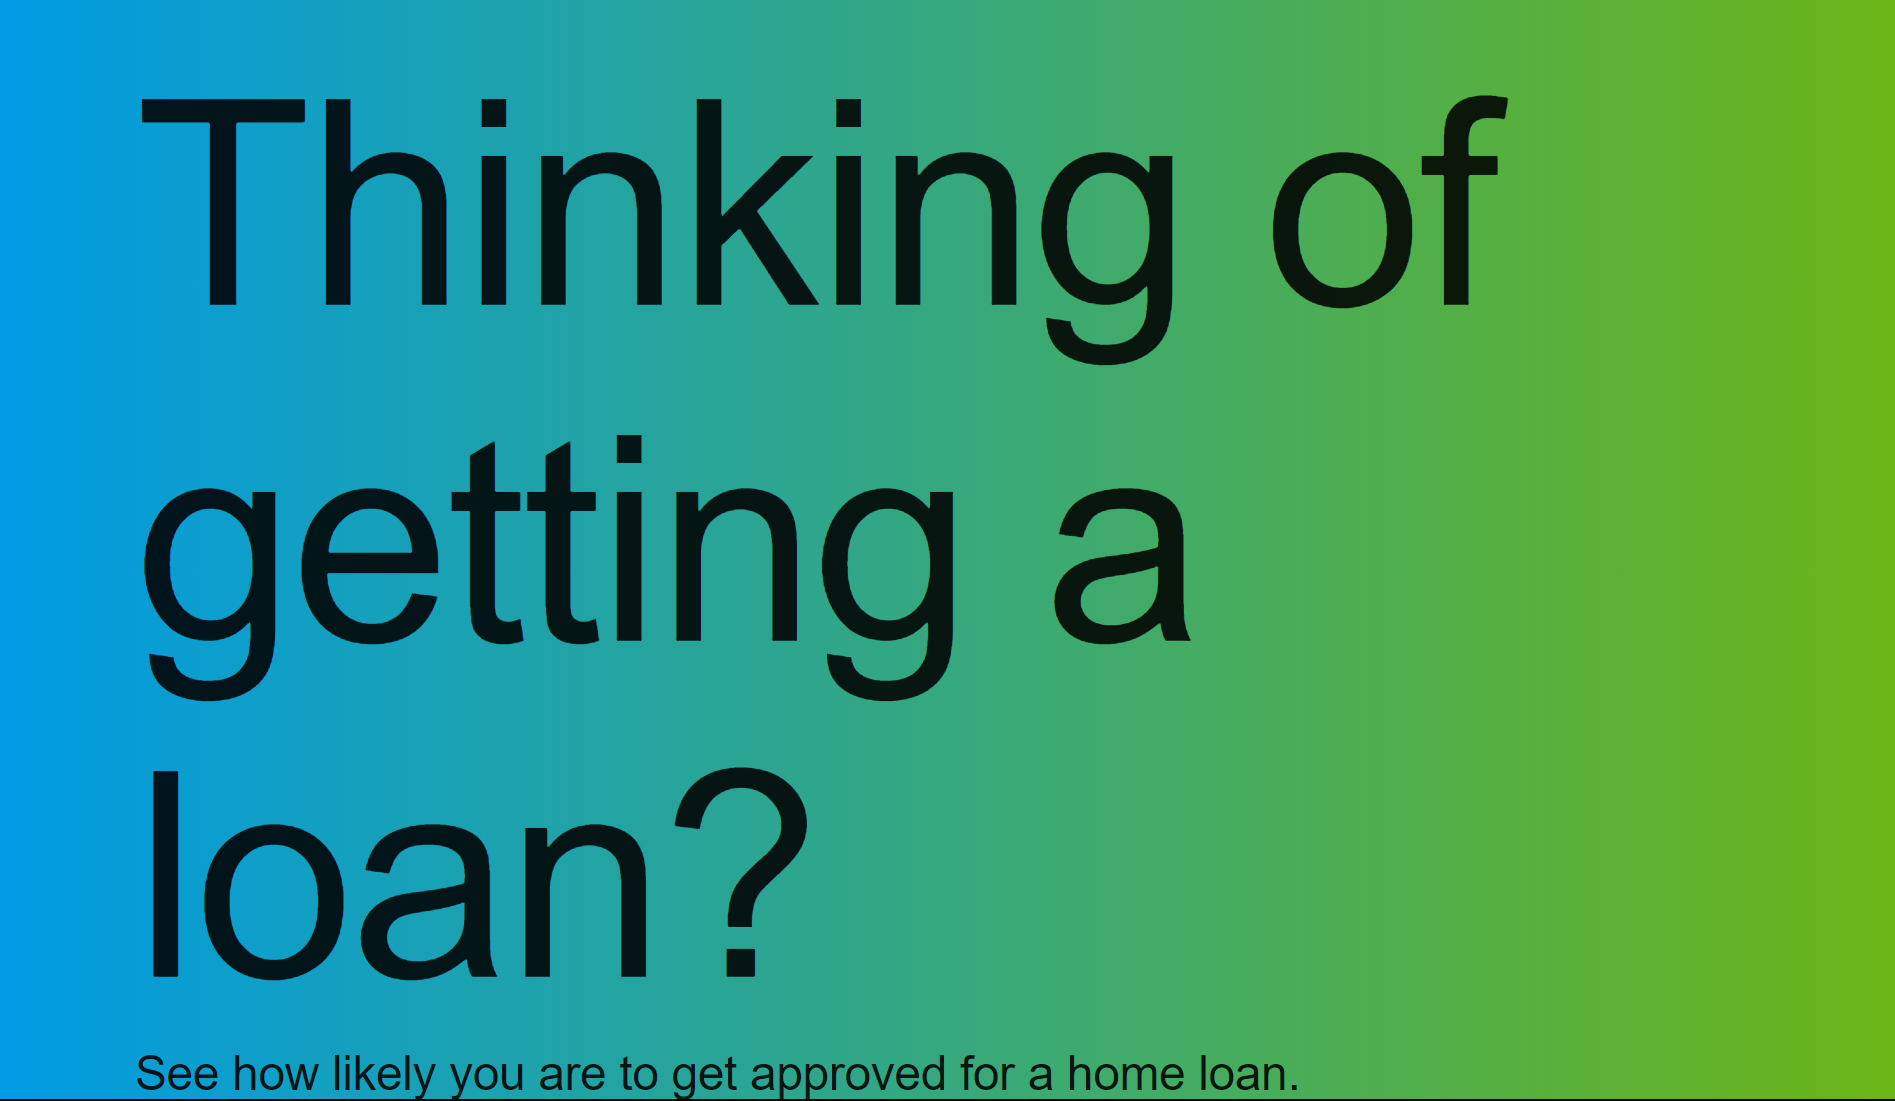 Thinking of
getting a
loan?
See how likely you are to get approved for a home loan.